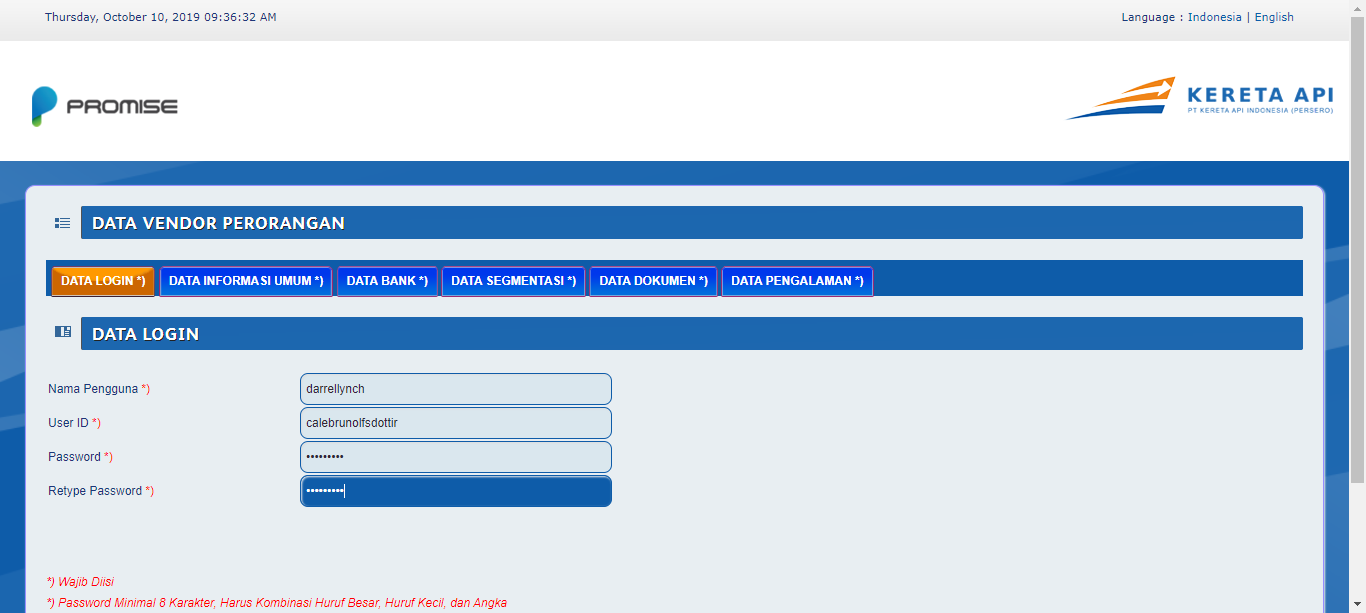 Thursday, October 10, 2019 09:36:32 AM
Language : Indonesia | English
PROMISE
KERETA API
PT KERETA API INDONESIA (PERSERO)
DATA VENDOR PERORANGAN
DATA LOGIN *) DATA INFORMASI UMUM *) DATA BANK *) DATA SEGMENTASI *) DATA DOKUMEN *) DATA PENGALAMAN *)
DATA LOGIN
Nama Pengguna *) darrellynch
User ID *) calebrunolfsdottir
Password *) •••••••••
Retype Password *) •••••••••
*) Wajib Diisi
*) Password Minimal 8 Karakter, Harus Kombinasi Huruf Besar, Huruf Kecil, dan Angka